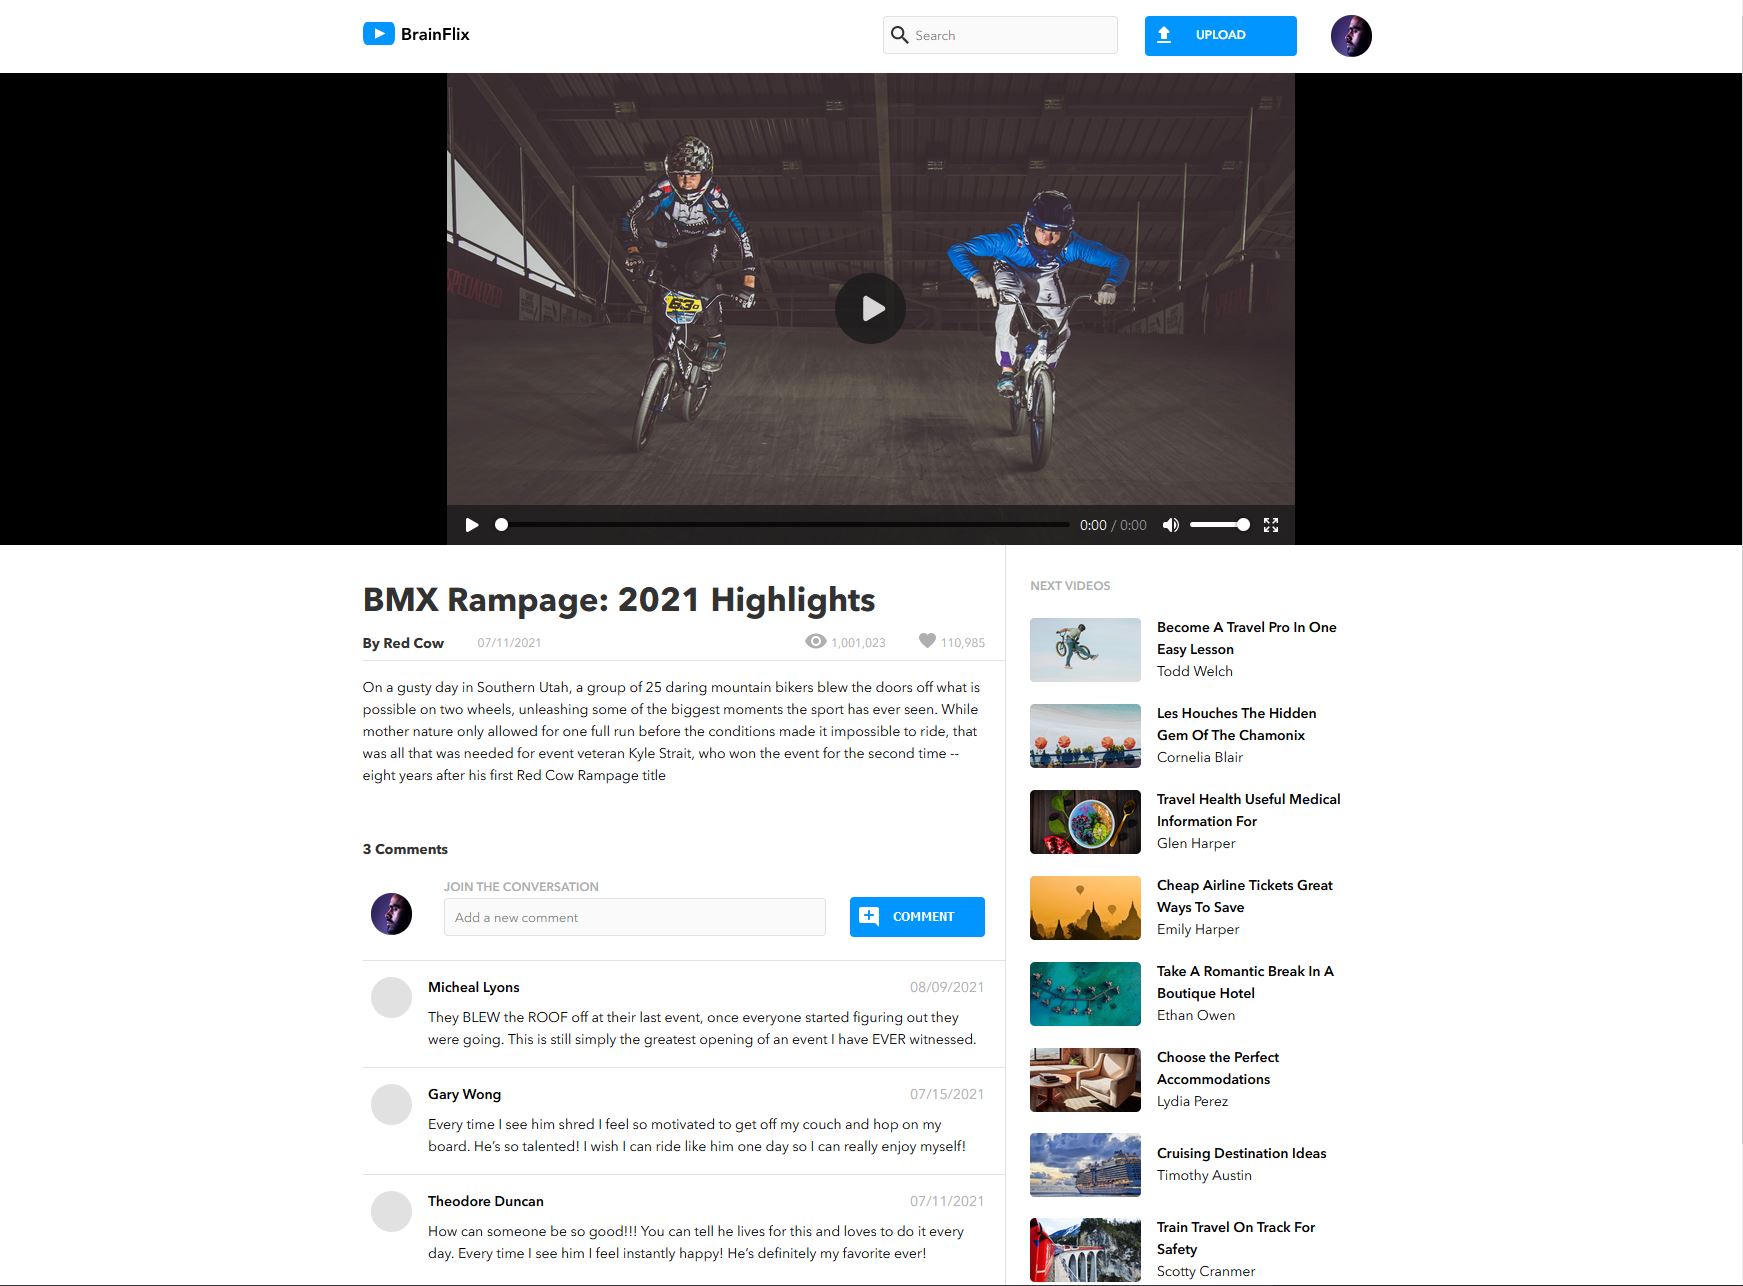 BrainFlix
Search
UPLOAD
SPECIALIZED
0:00 / 0:00
BMX Rampage: 2021 Highlights
By Red Cow 07/11/2021 1,001,023 110,985
On a gusty day in Southern Utah, a group of 25 daring mountain bikers blew the doors off what is
possible on two wheels, unleashing some of the biggest moments the sport has ever seen. While
mother nature only allowed for one full run before the conditions made it impossible to ride, that
was all that was needed for event veteran Kyle Strait, who won the event for the second time --
eight years after his first Red Cow Rampage title
3 Comments
JOIN THE CONVERSATION
Add a new comment
COMMENT
Micheal Lyons 08/09/2021
They BLEW the ROOF off at their last event, once everyone started figuring out they
were going. This is still simply the greatest opening of an event I have EVER witnessed.
Gary Wong 07/15/2021
Every time I see him shred I feel so motivated to get off my couch and hop on my
board. He’s so talented! I wish I can ride like him one day so I can really enjoy myself!
Theodore Duncan 07/11/2021
How can someone be so good!!! You can tell he lives for this and loves to do it every
day. Every time I see him I feel instantly happy! He’s definitely my favorite ever!
NEXT VIDEOS
Become A Travel Pro In One
Easy Lesson
Todd Welch
Les Houches The Hidden
Gem Of The Chamonix
Cornelia Blair
Travel Health Useful Medical
Information For
Glen Harper
Cheap Airline Tickets Great
Ways To Save
Emily Harper
Take A Romantic Break In A
Boutique Hotel
Ethan Owen
Choose the Perfect
Accommodations
Lydia Perez
Cruising Destination Ideas
Timothy Austin
Train Travel On Track For
Safety
Scotty Cranmer